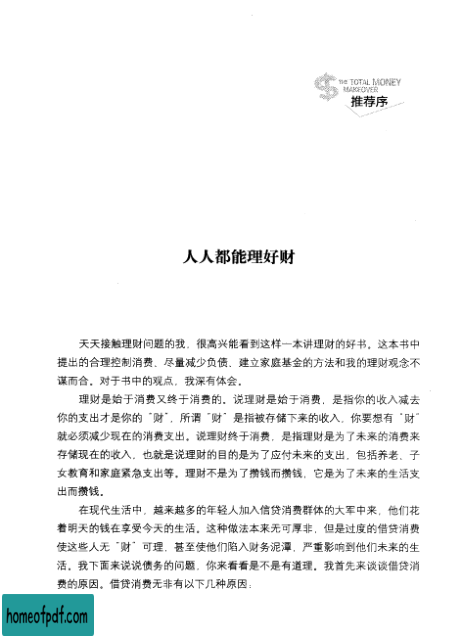 THE TOTAL MONEY
MAKEOVER
推荐序
人人都能理好财
天天接触理财问题的我，很高兴能看到这样一本讲理财的好书。这本书中
提出的合理控制消费、尽量减少负债、建立家庭基金的方法和我的理财观念不
谋而合。对于书中的观点，我深有体会。
理财是始于消费又终于消费的。说理财是始于消费，是指你的收入减去
你的支出才是你的“财”，所谓“财”是指被存储下来的收入，你要想有“财”
就必须减少现在的消费支出。说理财终于消费，是指理财是为了未来的消费来
存储现在的收入，也就是说理财的目的是为了应付未来的支出，包括养老、子
女教育和家庭紧急支出等。理财不是为了攒钱而攒钱，它是为了未来的生活支
出而攒钱。
在现代生活中，越来越多的年轻人加入信贷消费群体的大军中来，他们花
着明天的钱在享受今天的生活。这种做法本来无可厚非，但是过度的借贷消费
使这些人无“财”可理，甚至使他们陷入财务泥潭，严重影响到他们未来的生
活。我下面来说说债务的问题，你来看看是不是有道理。我首先来谈谈借贷消
费的原因。借贷消费无非有以下几种原因：
homeofpdf.com